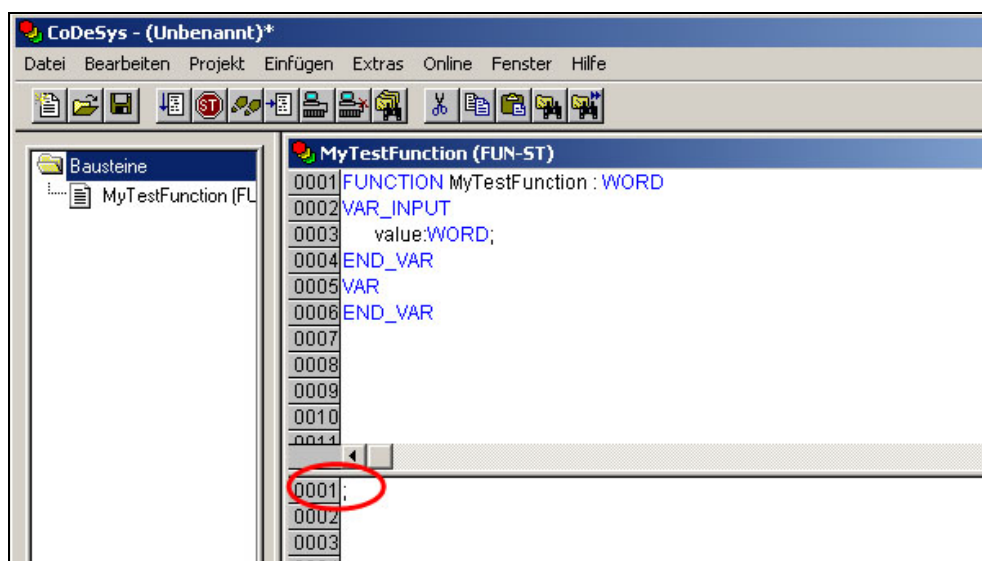 CoDeSys - (Unbenannt)*
Datei Bearbeiten Projekt Einfügen Extras Online Fenster Hilfe
ST
Bausteine
MyTestFunction (FU
MyTestFunction (FUN-ST)
0001 FUNCTION MyTestFunction : WORD
0002 VAR_INPUT
0003 value:WORD;
0004 END_VAR
0005 VAR
0006 END_VAR
0007
0008
0009
0010
0011
0001 ;
0002
0003